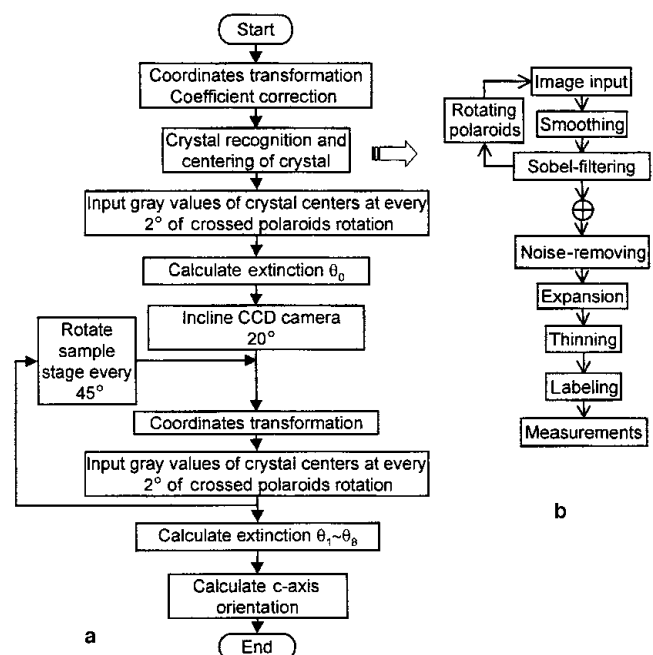 Start
Coordinates transformation
Coefficient correction
Crystal recognition and
centering of crystal
Input gray values of crystal centers at every
2° of crossed polaroids rotation
Calculate extinction θ0
Incline CCD camera
20°
Rotate
sample
stage every
45°
Coordinates transformation
Input gray values of crystal centers at every
2° of crossed polaroids rotation
Calculate extinction θ1~θ8
Calculate c-axis
orientation
End
a
Image input
Rotating
polaroids
Smoothing
Sobel-filtering
Noise-removing
Expansion
Thinning
Labeling
Measurements
b